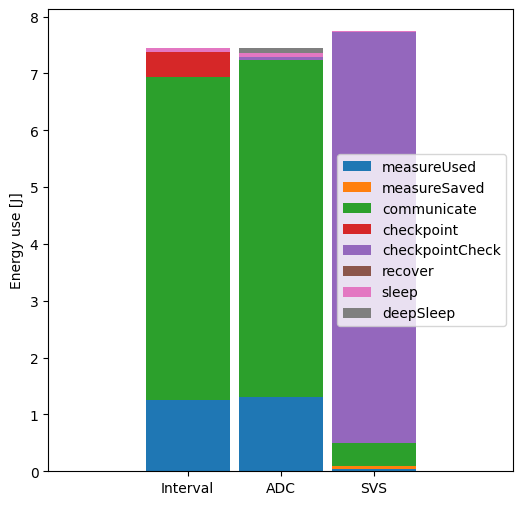 8
7
6
5
4
3
2
1
0
Energy use [J]
measureUsed
measureSaved
communicate
checkpoint
checkpointCheck
recover
sleep
deepSleep
Interval ADC SVS